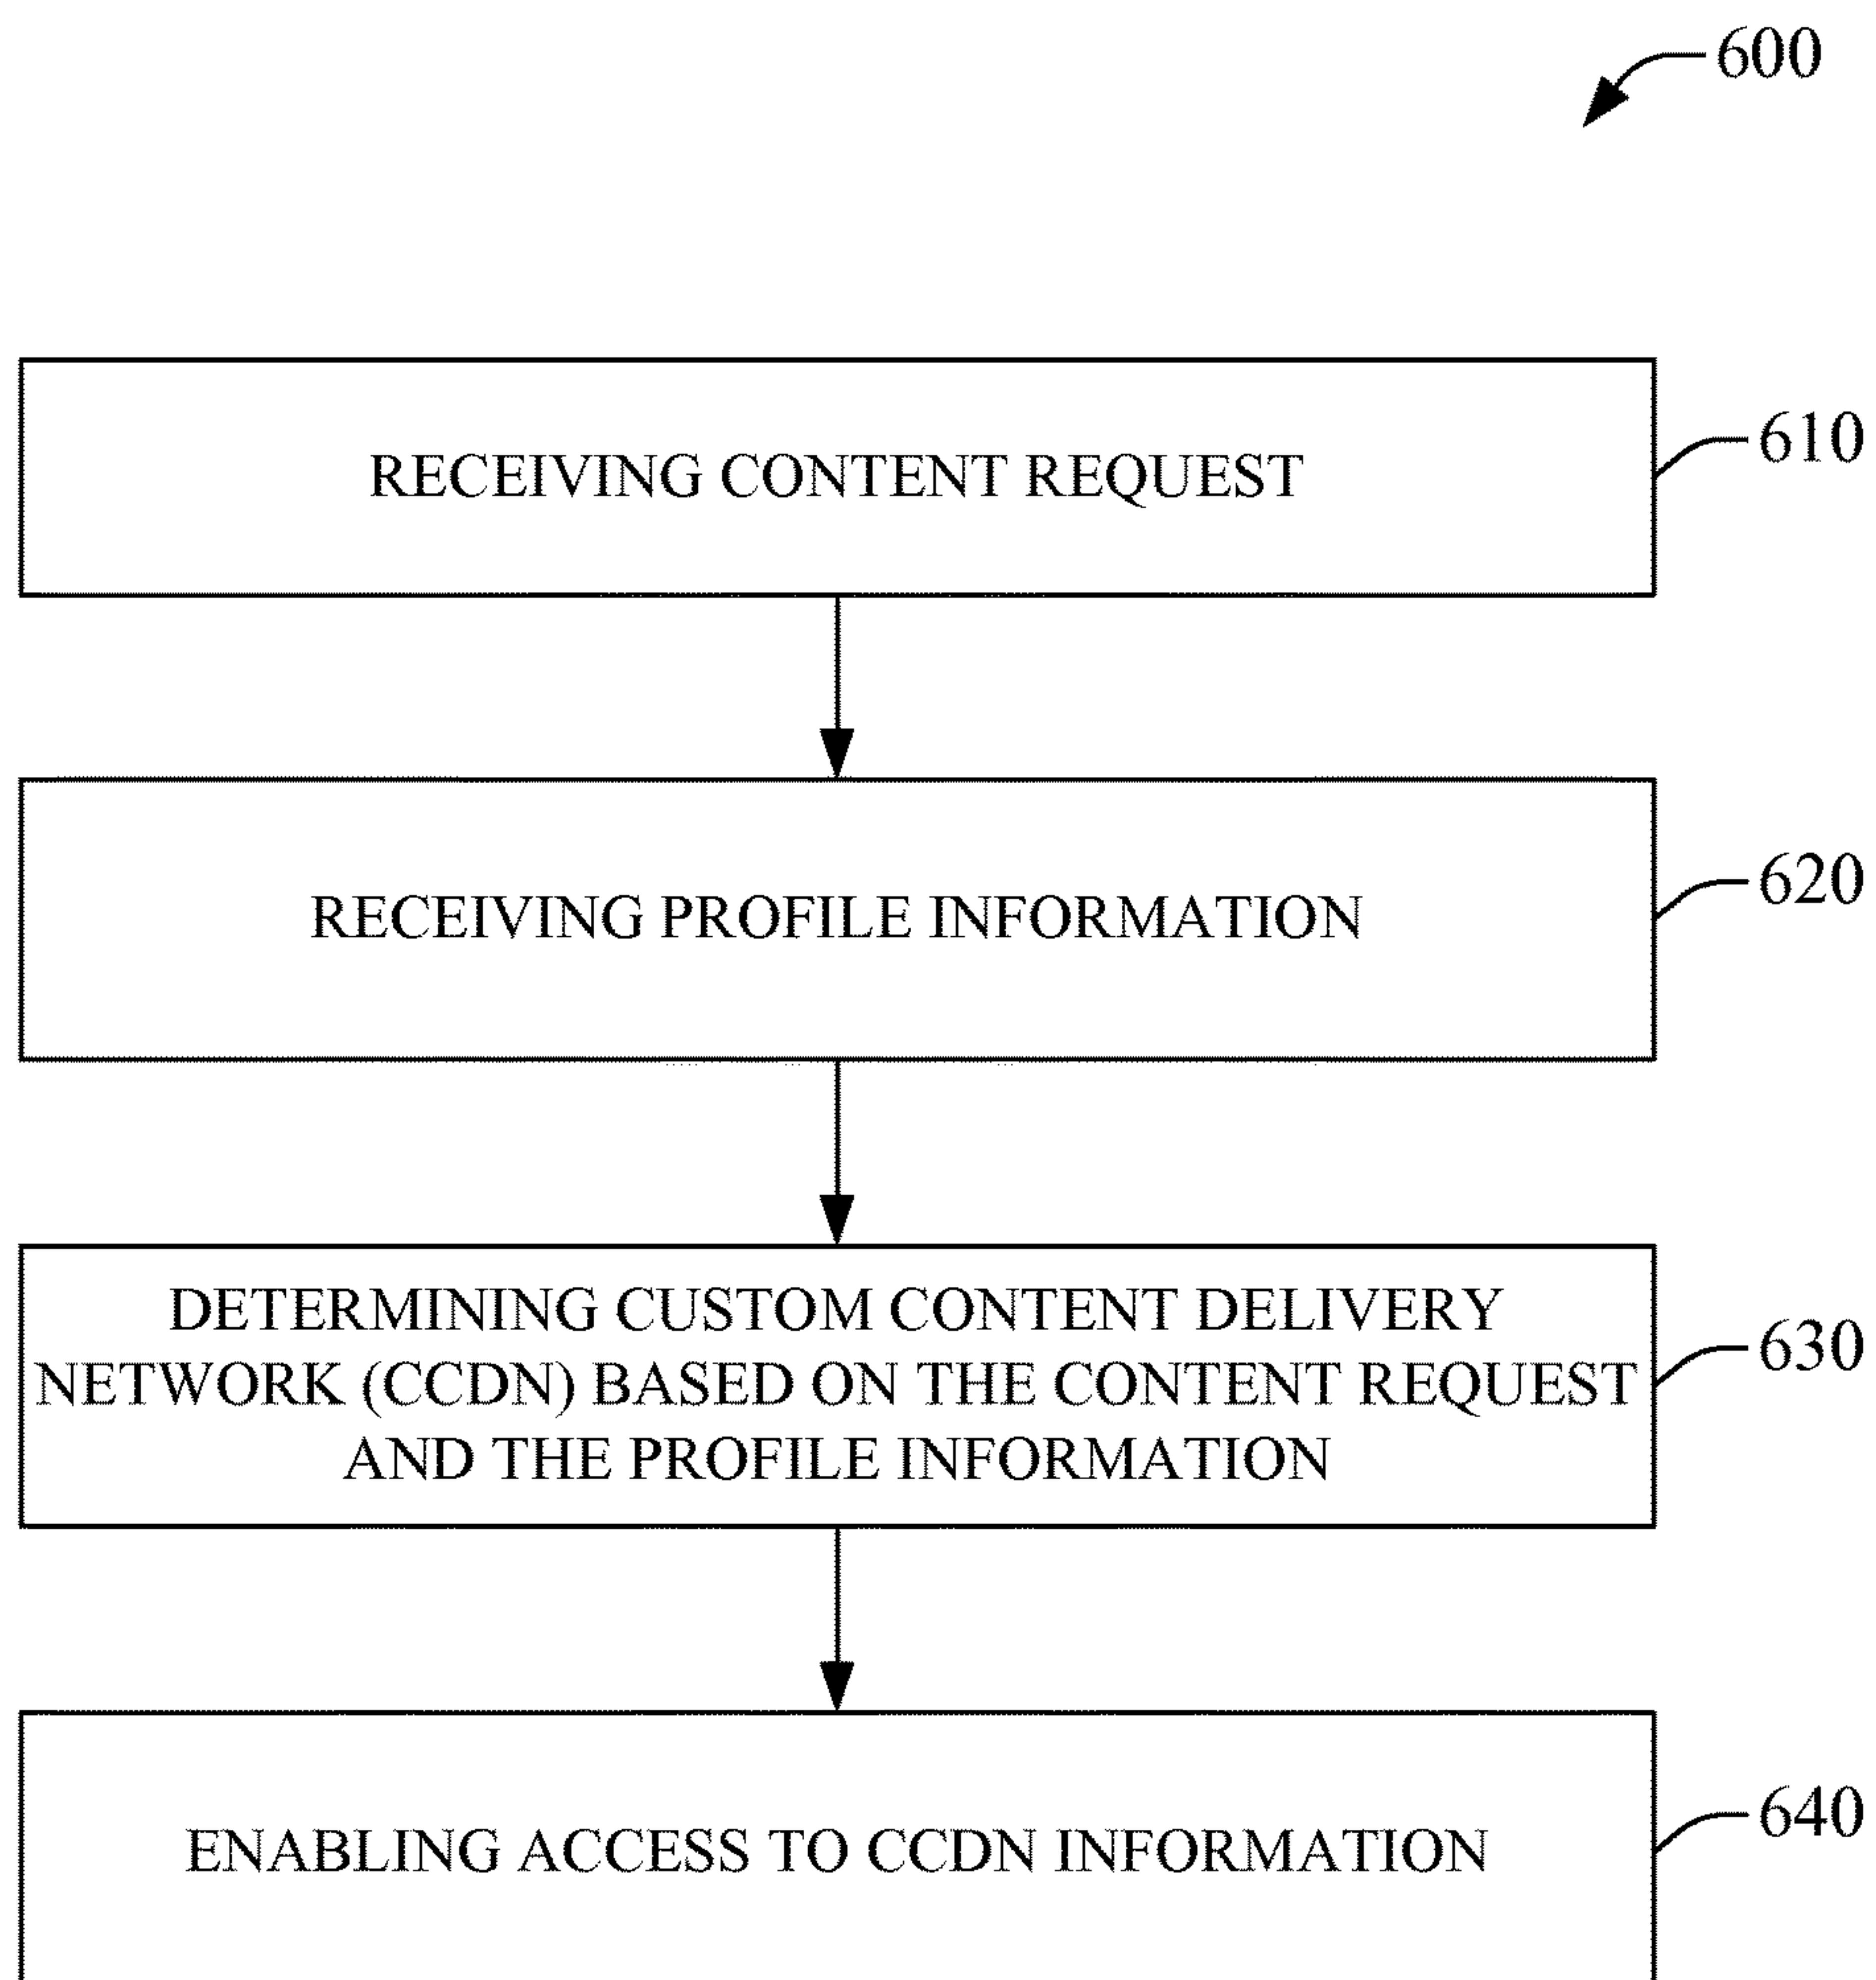 600
RECEIVING CONTENT REQUEST
610
RECEIVING PROFILE INFORMATION
620
DETERMINING CUSTOM CONTENT DELIVERY
NETWORK (CCDN) BASED ON THE CONTENT REQUEST
AND THE PROFILE INFORMATION
630
ENABLING ACCESS TO CCDN INFORMATION
640